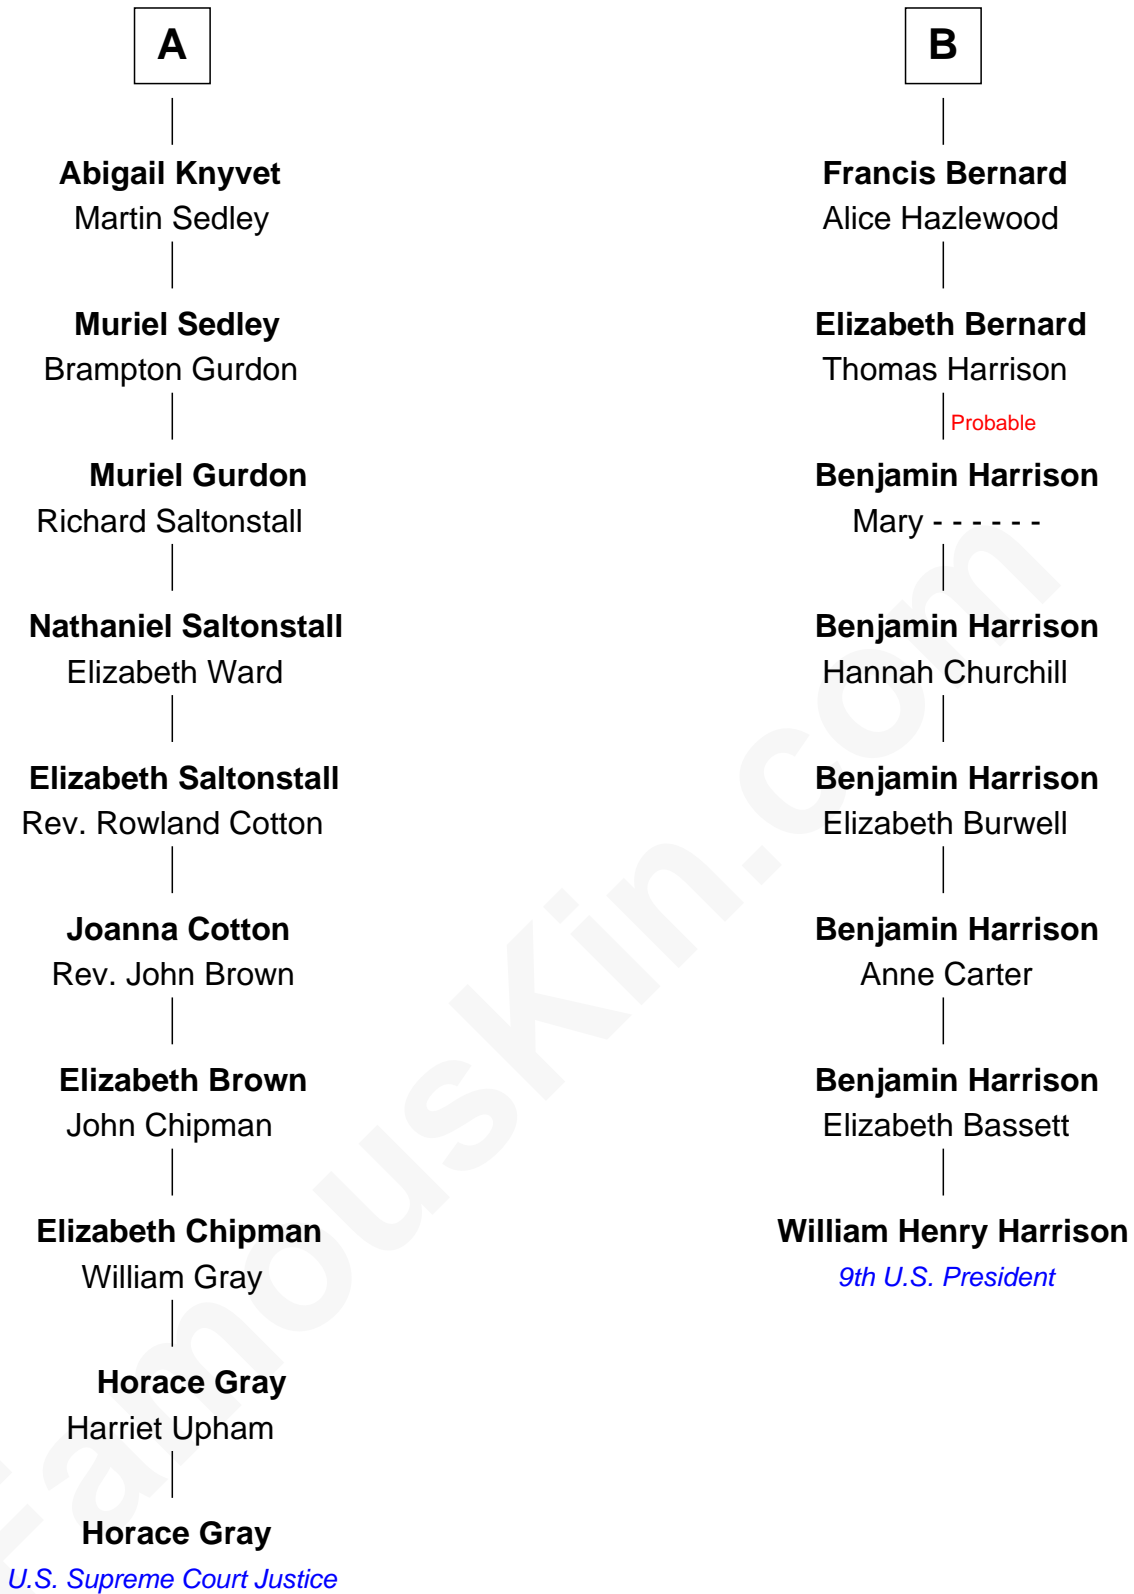 A
Abigail Knyvet
Martin Sedley
Muriel Sedley
Brampton Gurdon
Muriel Gurdon
Richard Saltonstall
Nathaniel Saltonstall
Elizabeth Ward
Elizabeth Saltonstall
Rev. Rowland Cotton
Joanna Cotton
Rev. John Brown
Elizabeth Brown
John Chipman
Elizabeth Chipman
William Gray
Horace Gray
Harriet Upham
Horace Gray
U.S. Supreme Court Justice
B
Francis Bernard
Alice Hazlewood
Elizabeth Bernard
Thomas Harrison
Probable
Benjamin Harrison
Mary - - - - - -
Benjamin Harrison
Hannah Churchill
Benjamin Harrison
Elizabeth Burwell
Benjamin Harrison
Anne Carter
Benjamin Harrison
Elizabeth Bassett
William Henry Harrison
9th U.S. President
FamousKin.com